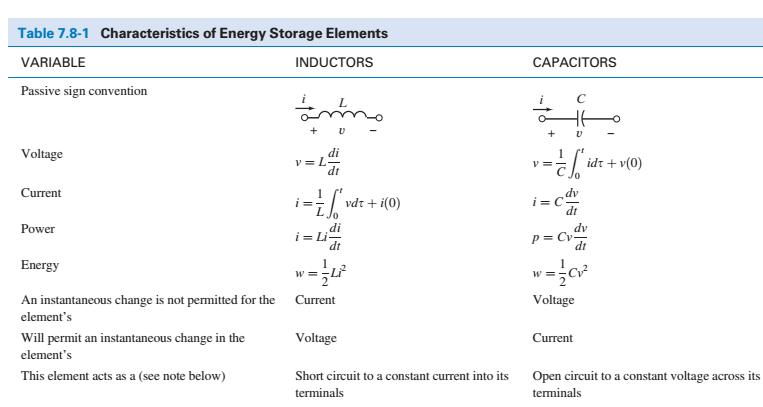 Table 7.8-1 Characteristics of Energy Storage Elements
VARIABLE INDUCTORS CAPACITORS
Passive sign convention
i L
+ v −
i C
+ v −
Voltage v = L di/dt v = 1/C ∫₀ᵗ idτ + v(0)
Current i = 1/L ∫₀ᵗ vdτ + i(0) i = C dv/dt
Power i = Li di/dt p = Cv dv/dt
Energy w = 1/2 Li² w = 1/2 Cv²
An instantaneous change is not permitted for the Current Voltage
element's
Will permit an instantaneous change in the Voltage Current
element's
This element acts as a (see note below) Short circuit to a constant current into its Open circuit to a constant voltage across its
terminals terminals